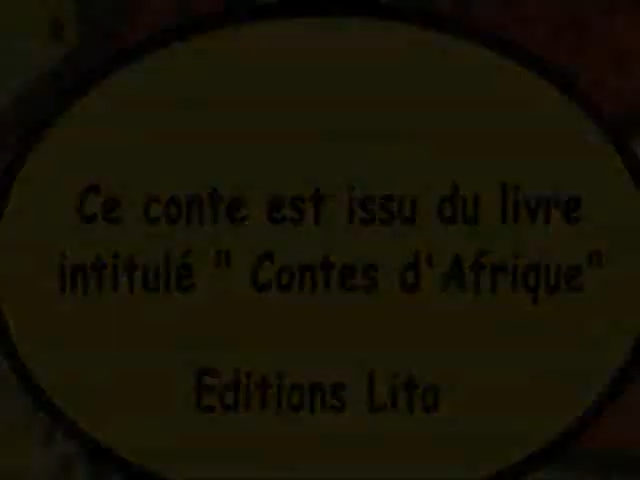 Ce conte est issu du livre
intitulé " Contes d'Afrique"
Editions Lito